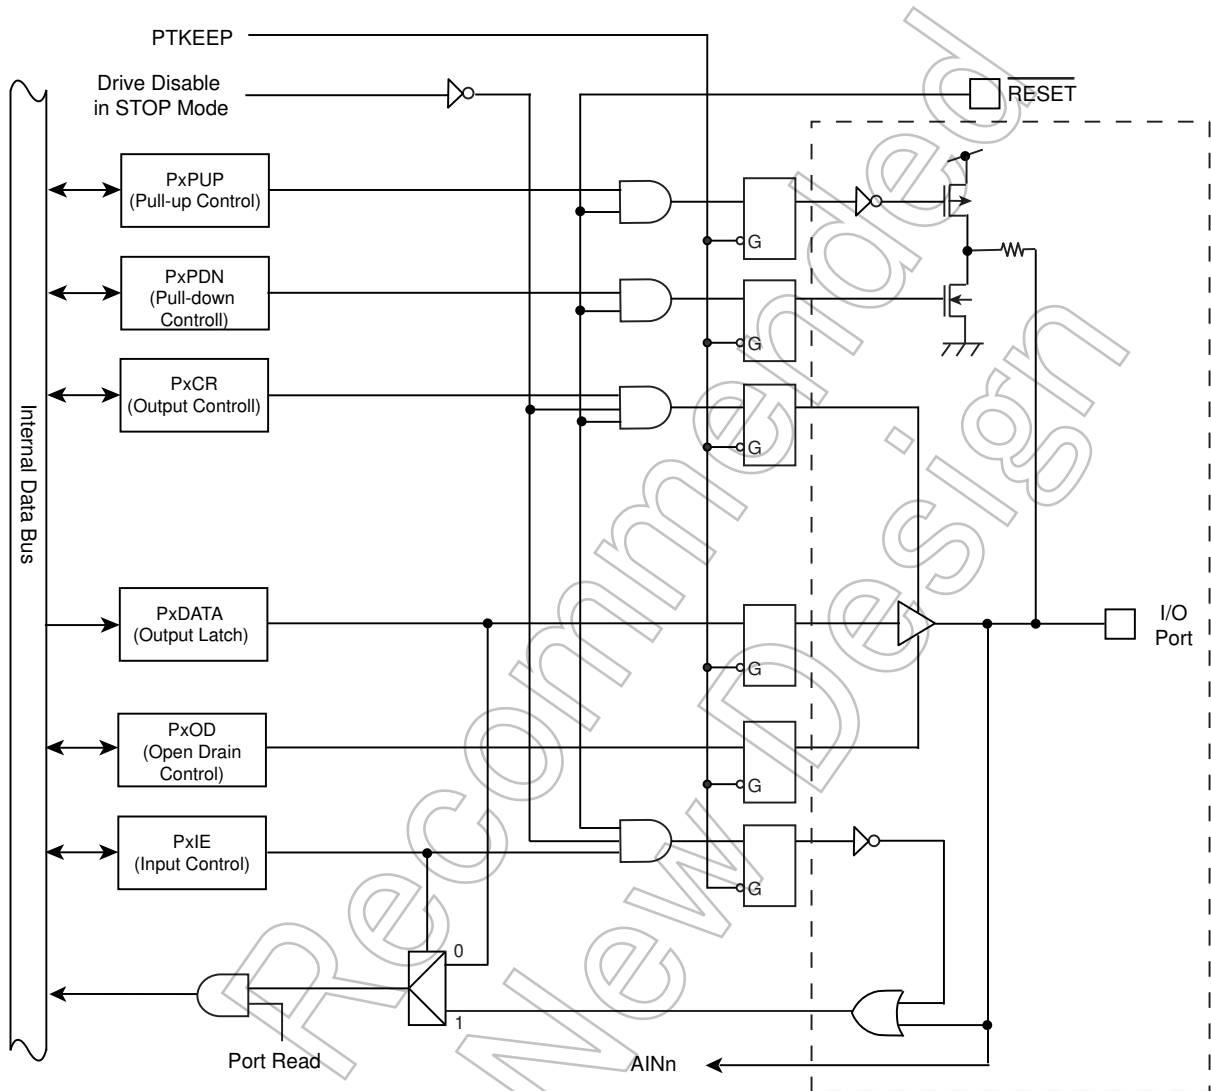 PTKEEP
Drive Disable
in STOP Mode
RESET
PxPUP
(Pull-up Control)
G
PxPDN
(Pull-down
Controll)
G
PxCR
(Output Controll)
G
Internal Data Bus
PxDATA
(Output Latch)
G
I/O
Port
PxOD
(Open Drain
Control)
G
PxIE
(Input Control)
G
0
1
Port Read
AINn
Recommended
New Design